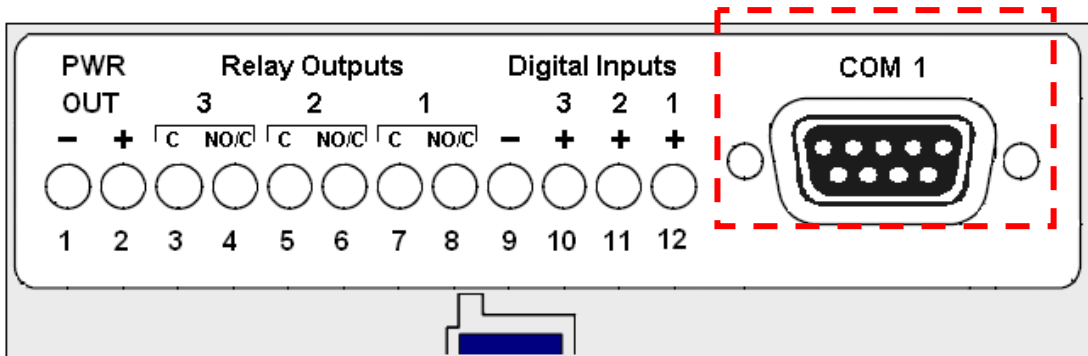 PWR Relay Outputs Digital Inputs COM 1
OUT 3 2 1 3 2 1
− + C NO/C C NO/C C NO/C − + + +
1 2 3 4 5 6 7 8 9 10 11 12